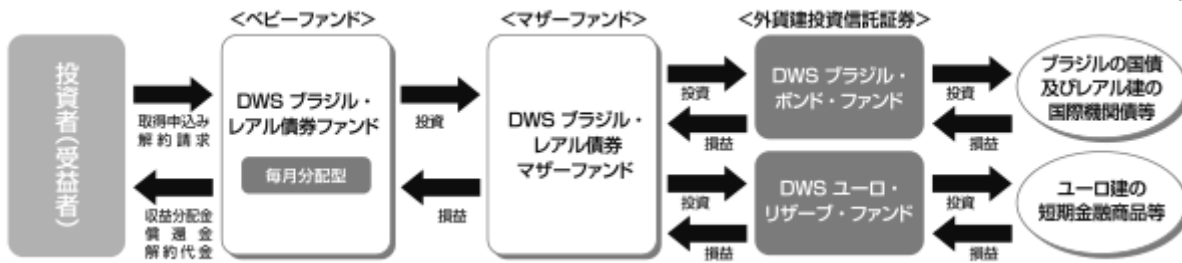 <ベビーファンド>
<マザーファンド>
<外貨建投資信託証券>
投資者(受益者)
取得申込み
解約請求
収益分配金
償還金
解約代金
DWS ブラジル・
レアル債券ファンド
毎月分配型
投資
損益
DWS ブラジル・
レアル債券
マザーファンド
投資
損益
投資
損益
DWS ブラジル・
ボンド・ファンド
DWS ユーロ・
リザーブ・ファンド
投資
損益
投資
損益
ブラジルの国債
及びレアル建の
国際機関債等
ユーロ建の
短期金融商品等